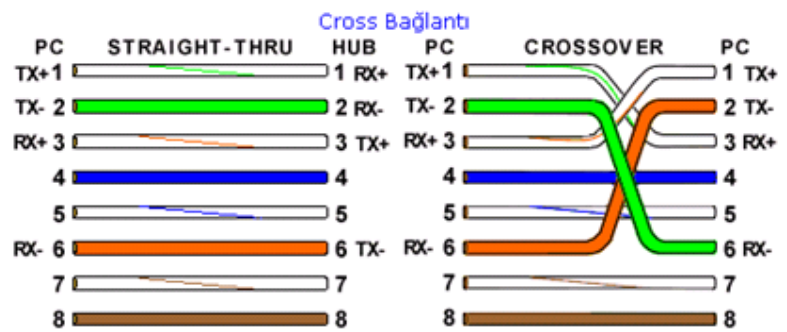 Cross Bağlantı
PC STRAIGHT-THRU HUB PC CROSSOVER PC
TX+ 1 1 RX+ TX+ 1 1 TX+
TX- 2 2 RX- TX- 2 2 TX-
RX+ 3 3 TX+ RX+ 3 3 RX+
4 4 4 4
5 5 5 5
RX- 6 6 TX- RX- 6 6 RX-
7 7 7 7
8 8 8 8